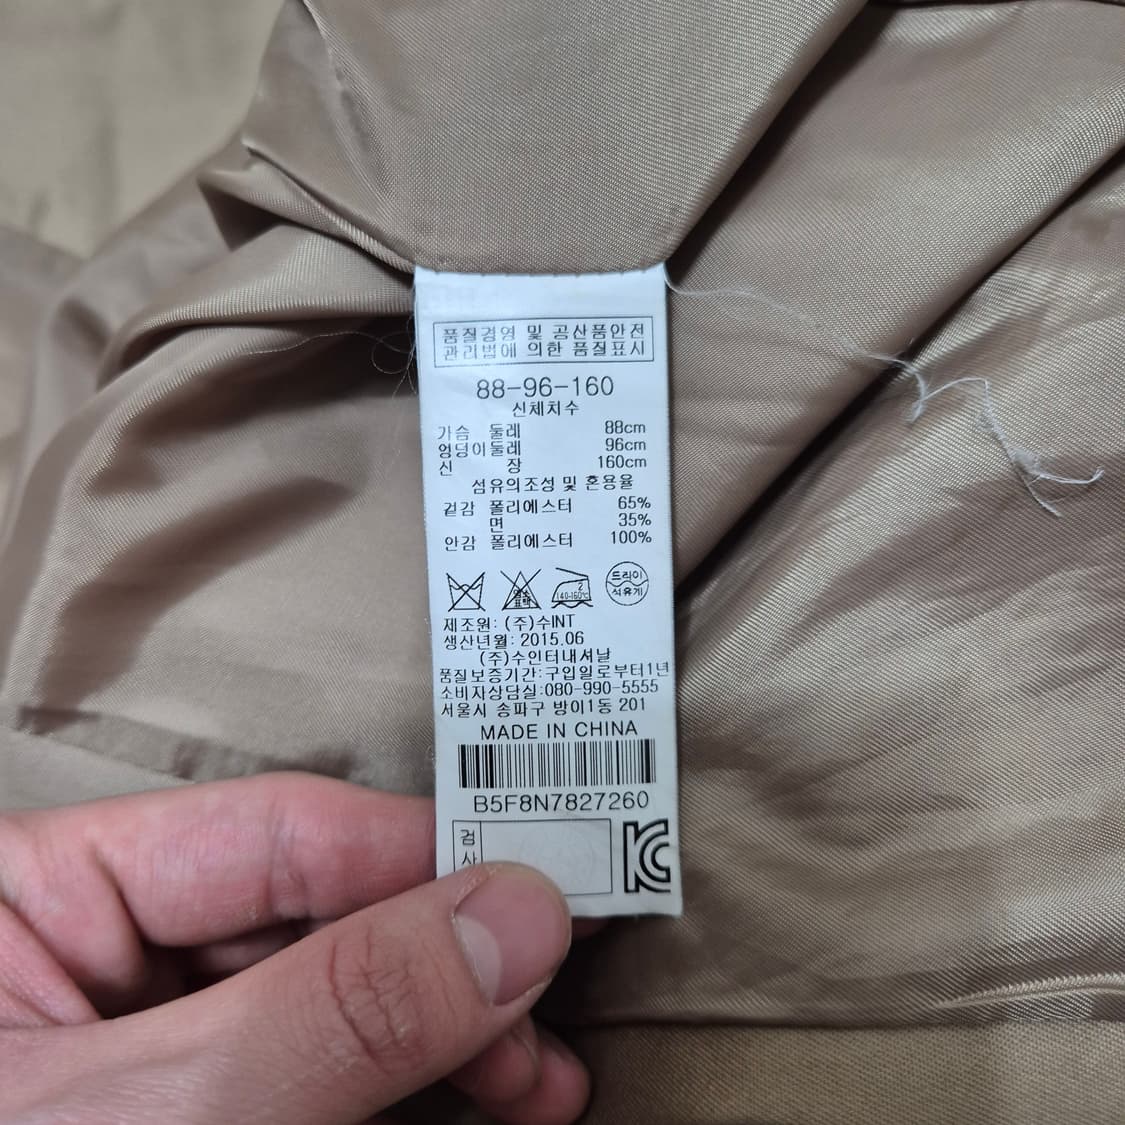 품질경영 및 공산품안전
관리법에 의한 품질표시
88-96-160
신체치수
가슴 둘레 88cm
엉덩이둘레 96cm
신 장 160cm
섬유의조성 및 혼용율
겉감 폴리에스터 65%
면 35%
안감 폴리에스터 100%
염소 표백 2 140-160℃ 드라이 석유계
제조원: (주)수INT
생산년월: 2015.06
(주)수인터내셔날
품질보증기간:구입일로부터1년
소비자상담실:080-990-5555
서울시 송파구 방이1동 201
MADE IN CHINA
B5F8N7827260
검사